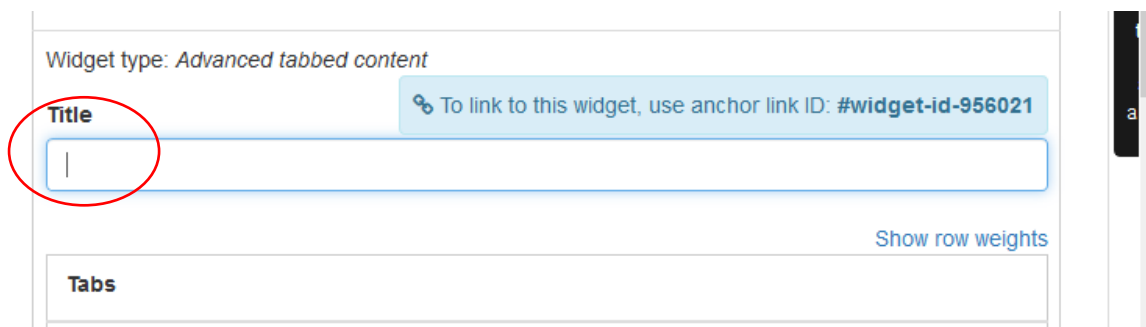 Widget type: Advanced tabbed content
To link to this widget, use anchor link ID: #widget-id-956021
Title
Show row weights
Tabs